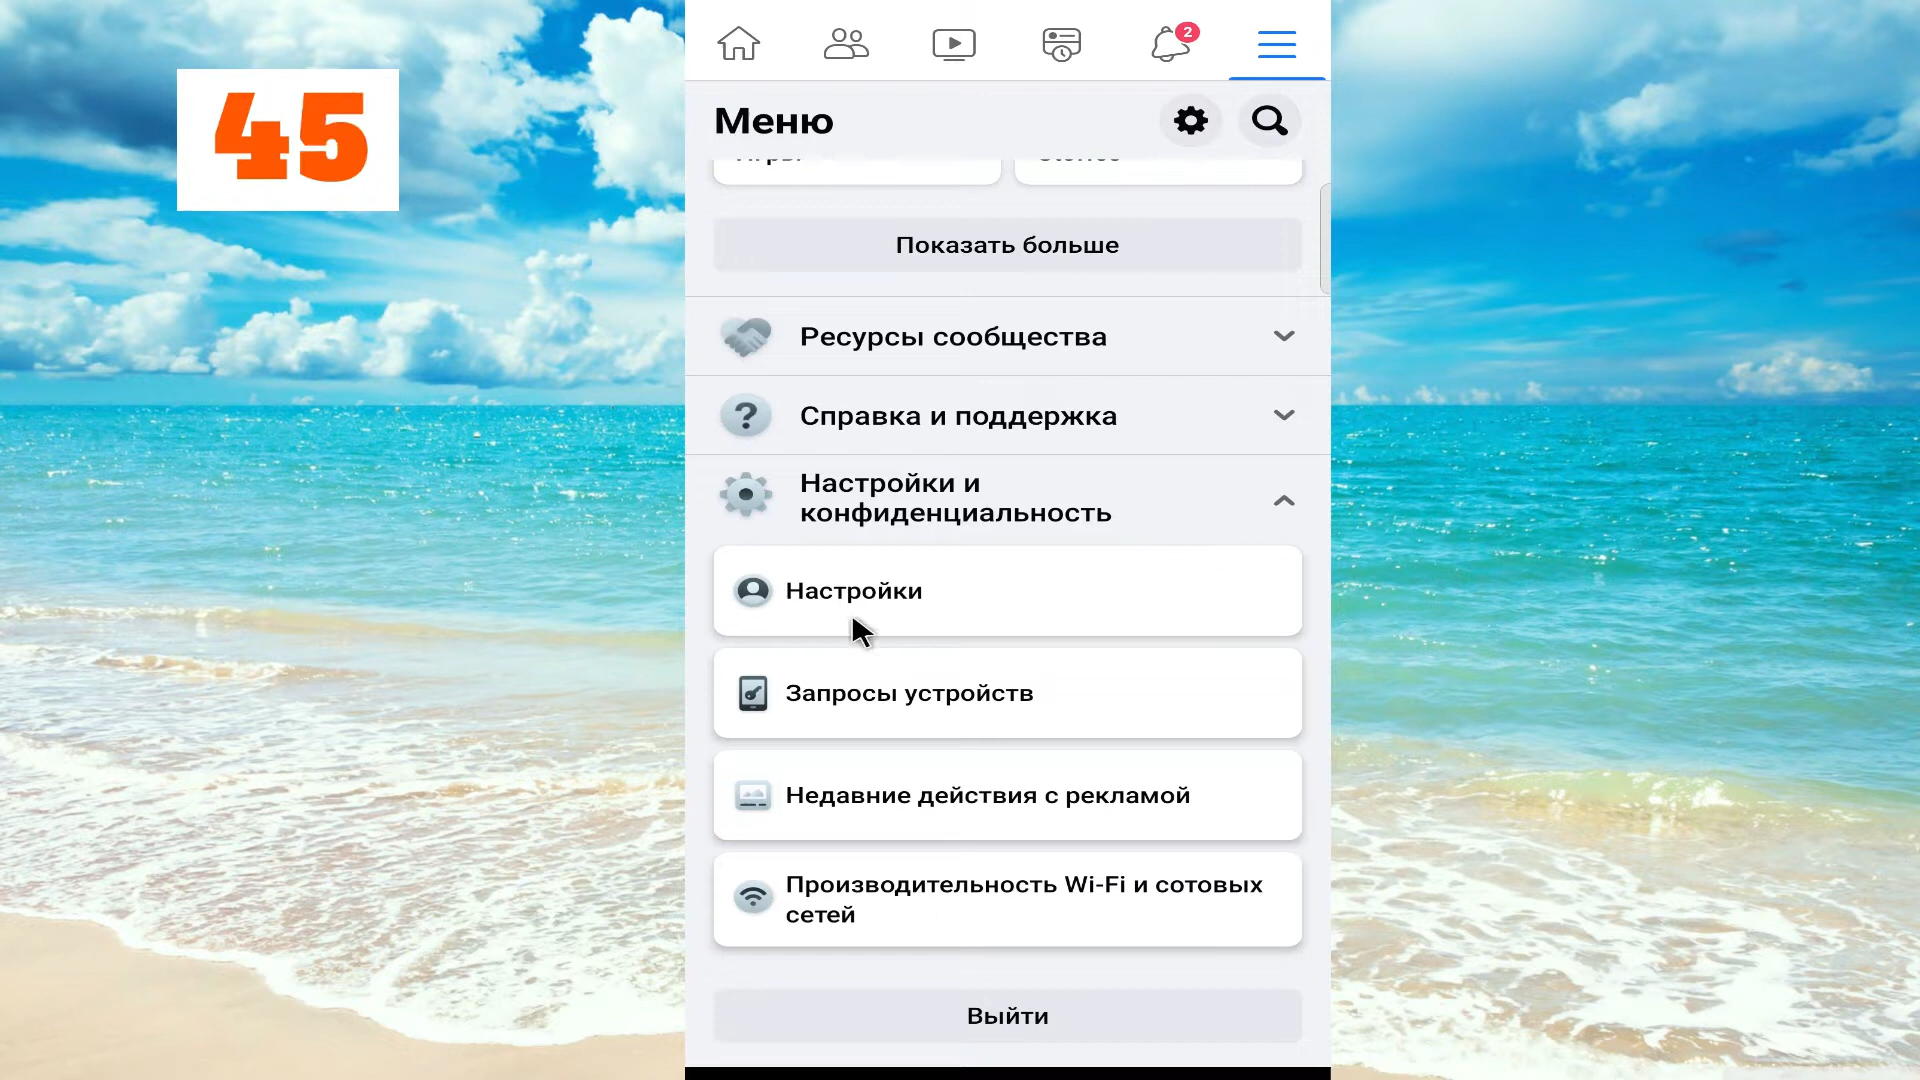 45
2
Меню
Показать больше
Ресурсы сообщества
Справка и поддержка
Настройки и
конфиденциальность
Настройки
Запросы устройств
Недавние действия с рекламой
Производительность Wi-Fi и сотовых
сетей
Выйти